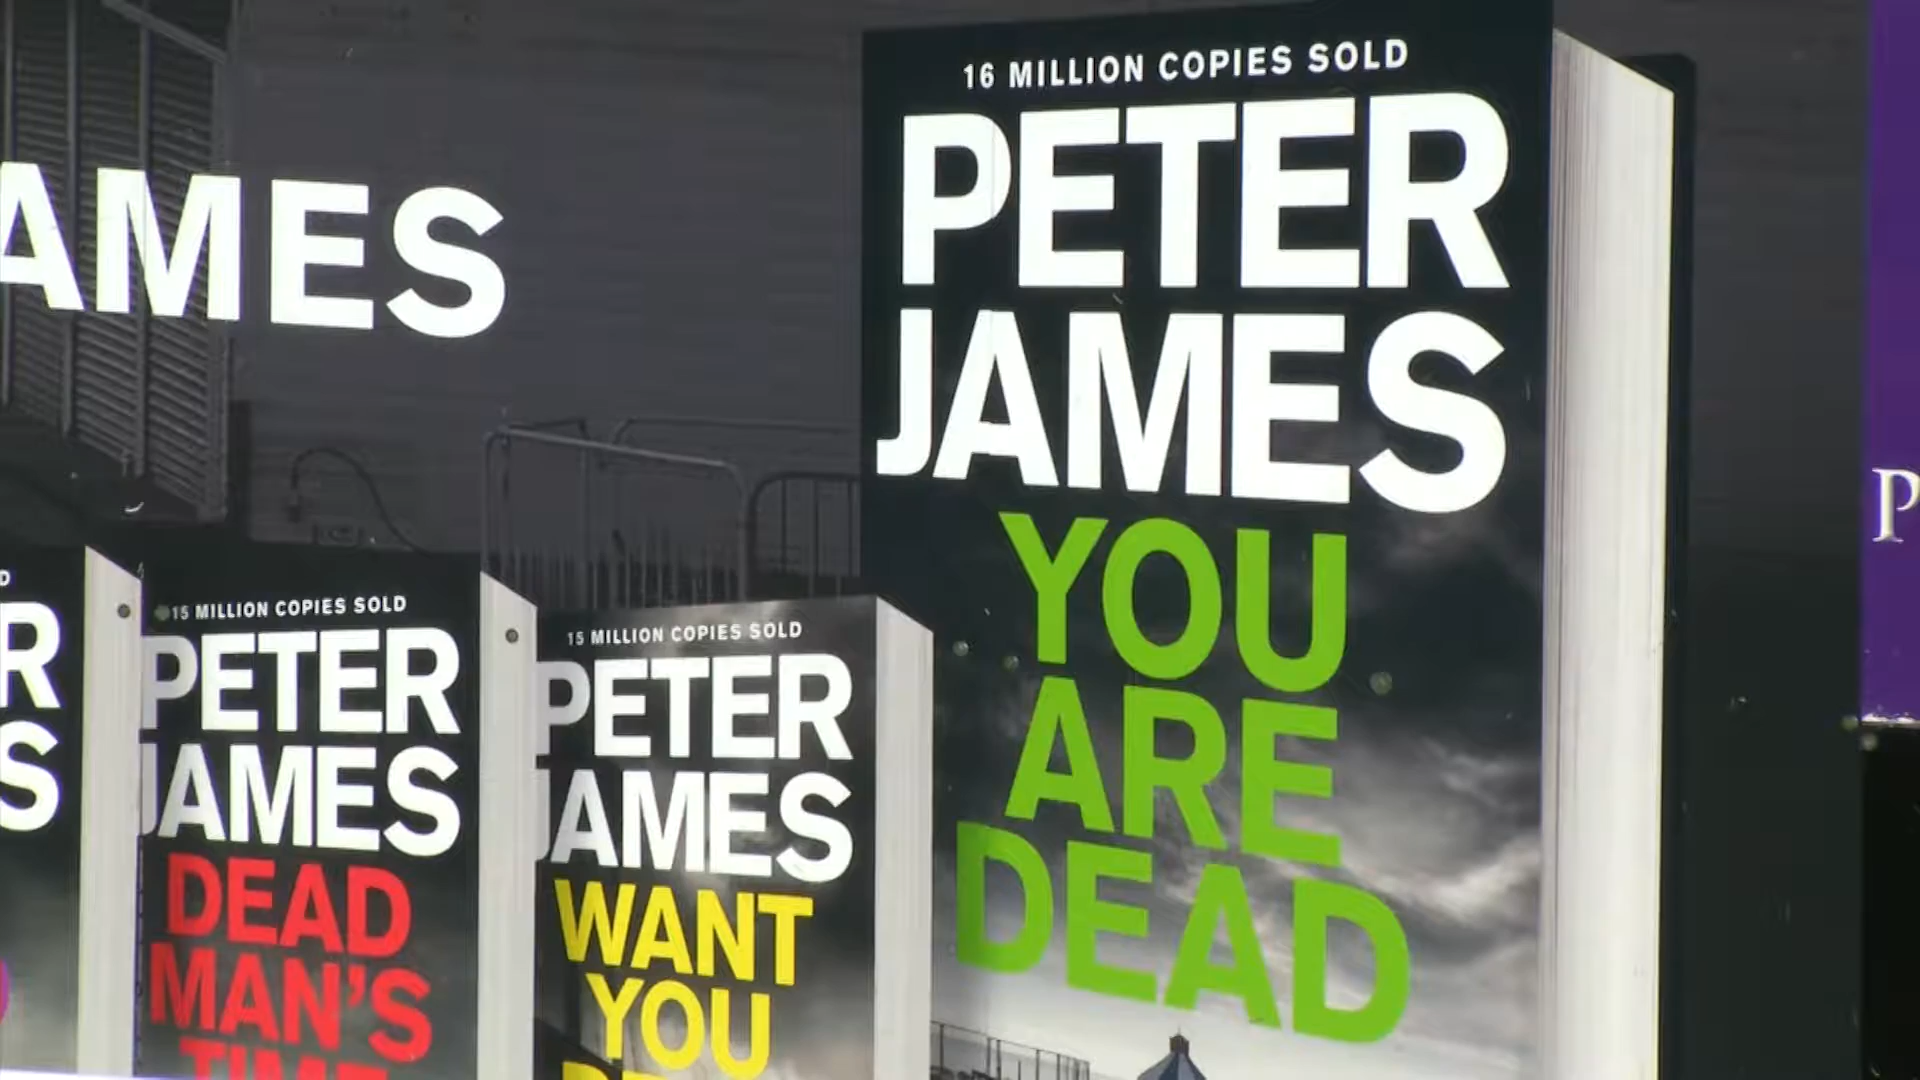 AMES
16 MILLION COPIES SOLD
PETER
JAMES
YOU
ARE
DEAD
D
R
S
15 MILLION COPIES SOLD
PETER
JAMES
DEAD
MAN'S
TIME
15 MILLION COPIES SOLD
PETER
JAMES
WANT
YOU
P